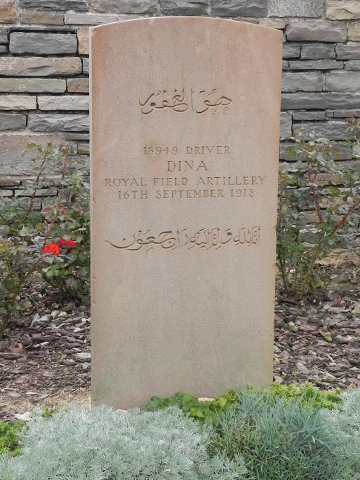 هو الغفور
18949 DRIVER
DINA
ROYAL FIELD ARTILLERY
16TH SEPTEMBER 1918
انا لله وانا اليه راجعون